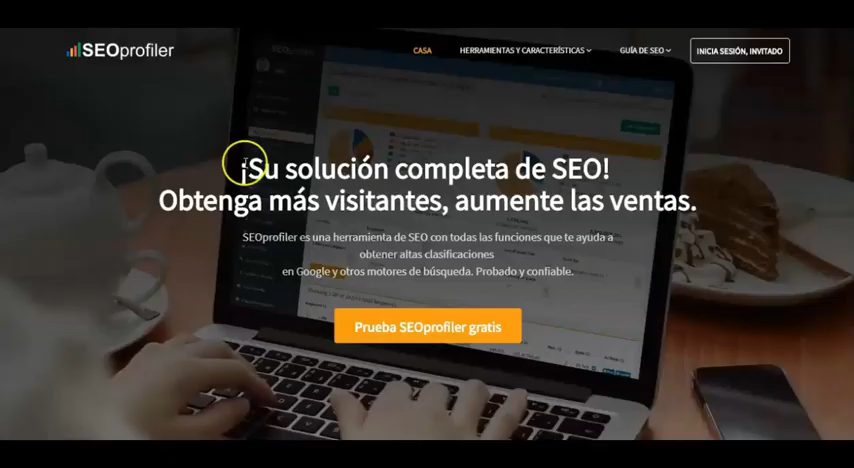 SEOprofiler
CASA
HERRAMIENTAS Y CARACTERÍSTICAS
GUÍA DE SEO
INICIA SESIÓN, INVITADO
¡Su solución completa de SEO!
Obtenga más visitantes, aumente las ventas.
SEOprofiler es una herramienta de SEO con todas las funciones que te ayuda a
obtener altas clasificaciones
en Google y otros motores de búsqueda. Probado y confiable.
Prueba SEOprofiler gratis